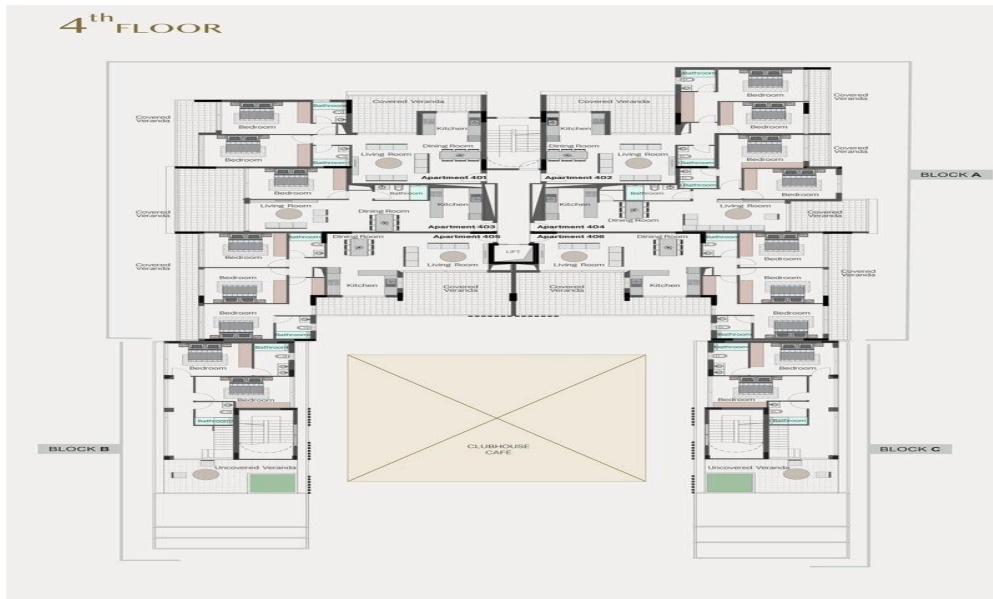 4th FLOOR
Bathroom
Bedroom
Covered
Veranda
Covered Veranda
Covered Veranda
Bathroom
Covered
Veranda
Bedroom
Kitchen
Kitchen
Bedroom
Dining Room
Dining Room
Living Room
Living Room
Bathroom
Bedroom
Bathroom
Bedroom
Covered
Veranda
Apartment 401
Apartment 402
Bathroom
BLOCK A
Bedroom
Bathroom
Bathroom
Bedroom
Living Room
Kitchen
Kitchen
Living Room
Covered
Veranda
Dining Room
Dining Room
Covered
Veranda
Apartment 403
Apartment 404
Apartment 405
Apartment 406
Bedroom
Bathroom
Dining Room
Dining Room
Bathroom
Bedroom
LIFT
Covered
Veranda
Living Room
Living Room
Covered
Veranda
Bedroom
Kitchen
Covered
Veranda
Covered
Veranda
Kitchen
Bedroom
Bedroom
Bathroom
Bathroom
Bedroom
Bathroom
Bathroom
Bedroom
Bedroom
Bedroom
Bedroom
Bathroom
Bathroom
BLOCK B
CLUBHOUSE
CAFÉ
BLOCK C
Uncovered Veranda
Uncovered Veranda